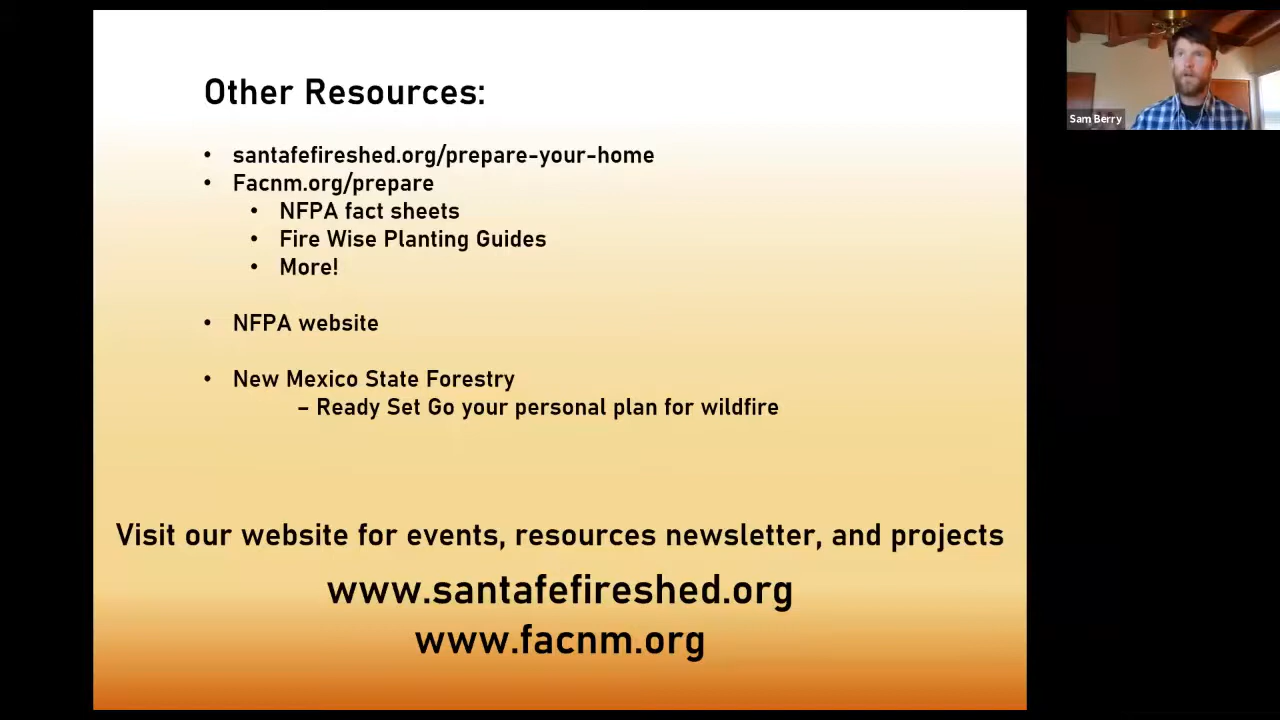 Other Resources:
• santafefireshed.org/prepare-your-home
• Facnm.org/prepare
• NFPA fact sheets
• Fire Wise Planting Guides
• More!
• NFPA website
• New Mexico State Forestry
– Ready Set Go your personal plan for wildfire
Visit our website for events, resources newsletter, and projects
www.santafefireshed.org
www.facnm.org
Sam Berry